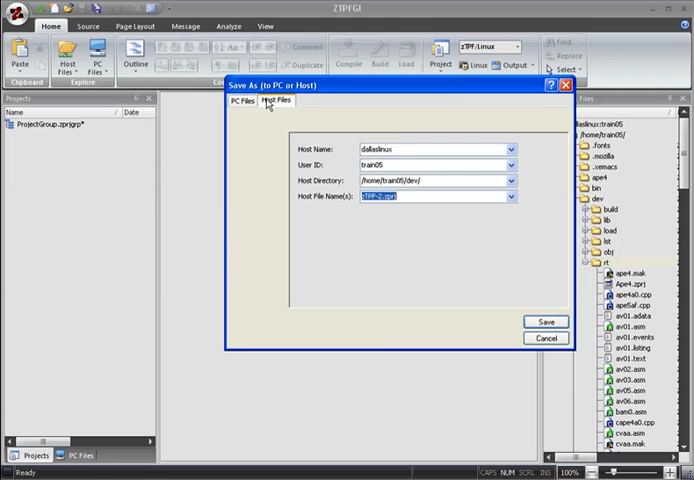 ZTPFGI
Home Search Page Layout Message Analyze View
Paste
Clipboard
Host Files
PC Files
Explore
Outline
Comment
Duplicate
Compile
Build
Project
zTPF/Linux
Linux Output
Find
Replace
Select
Projects
Name Date
ProjectGroup.zprjgrp*
Save As (to PC or Host)
PC Files Host Files
Host Name: dallaslinux
User ID: train05
Host Directory: /home/train05/dev/
Host File Name(s): zTPF-2.zprj
Save
Cancel
Files
/home/train05/
.fonts
.mozilla
.xemacs
ape4
bin
dev
build
lib
load
lst
obj
rt
ape4.mak
Ape4.zprj
ape4a0.cpp
ape5af.cpp
av01.adata
av01.asm
av01.events
av01.listing
av01.text
av02.asm
av03.asm
av05.asm
av06.asm
bam0.asm
cape4a0.cpp
cvaa.asm
cvaa.mak
Projects PC Files
Ready
CAPS NUM SCRL INS 100%